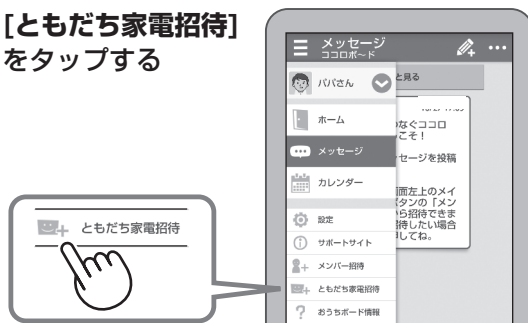 [ともだち家電招待]
をタップする
メッセージ
ココロボード
パパさん
と見る
ホーム
メッセージ
カレンダー
設定
サポートサイト
メンバー招待
ともだち家電招待
おうちボード情報
なぐココロ
こそ！
セージを投稿
面左上のメイ
ボタンの「メン
ら招待できま
招待したい場合
してね。
ともだち家電招待